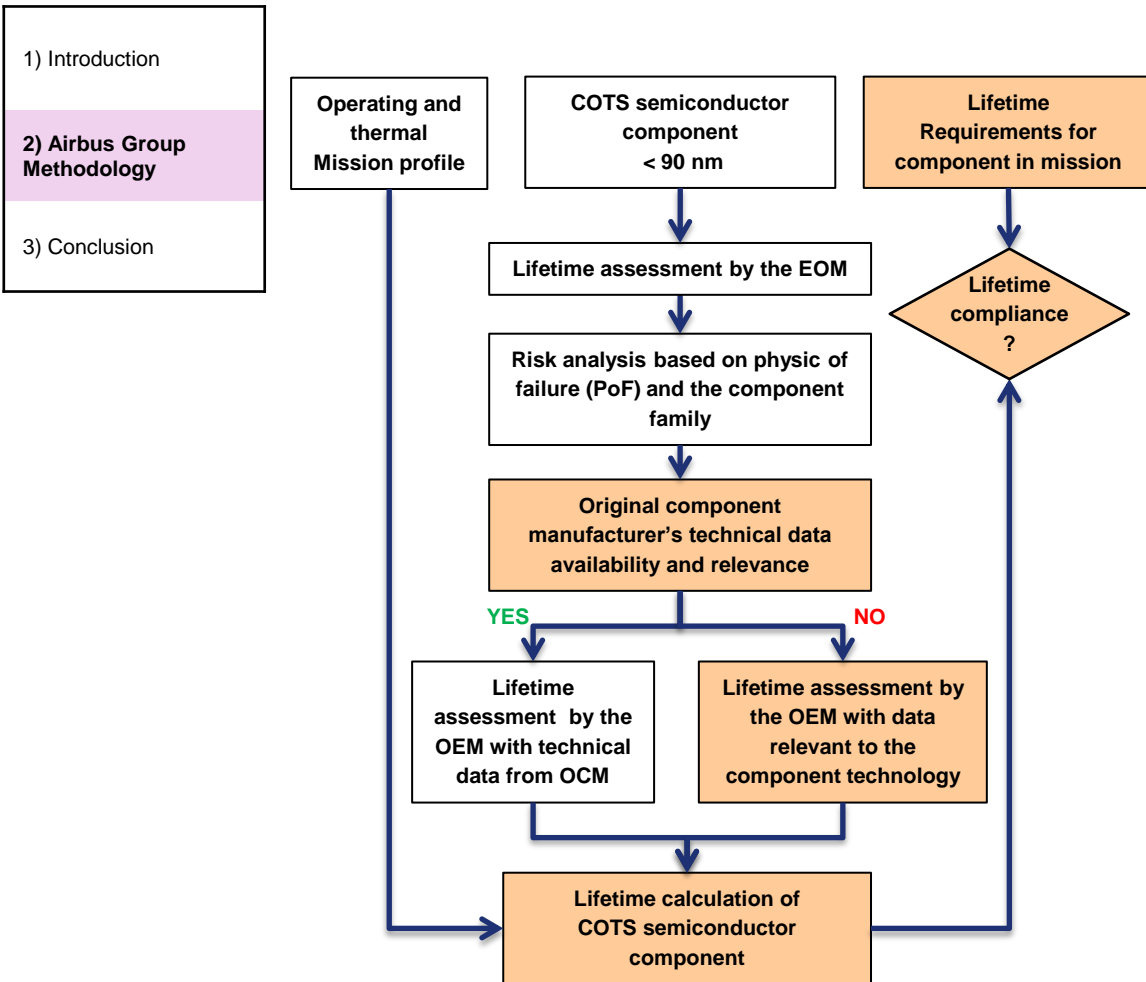 1) Introduction
2) Airbus Group
Methodology
3) Conclusion
Operating and
thermal
Mission profile
COTS semiconductor
component
< 90 nm
Lifetime
Requirements for
component in mission
Lifetime assessment by the EOM
Lifetime
compliance
?
Risk analysis based on physic of
failure (PoF) and the component
family
Original component
manufacturer’s technical data
availability and relevance
YES
NO
Lifetime
assessment by the
OEM with technical
data from OCM
Lifetime assessment by
the OEM with data
relevant to the
component technology
Lifetime calculation of
COTS semiconductor
component